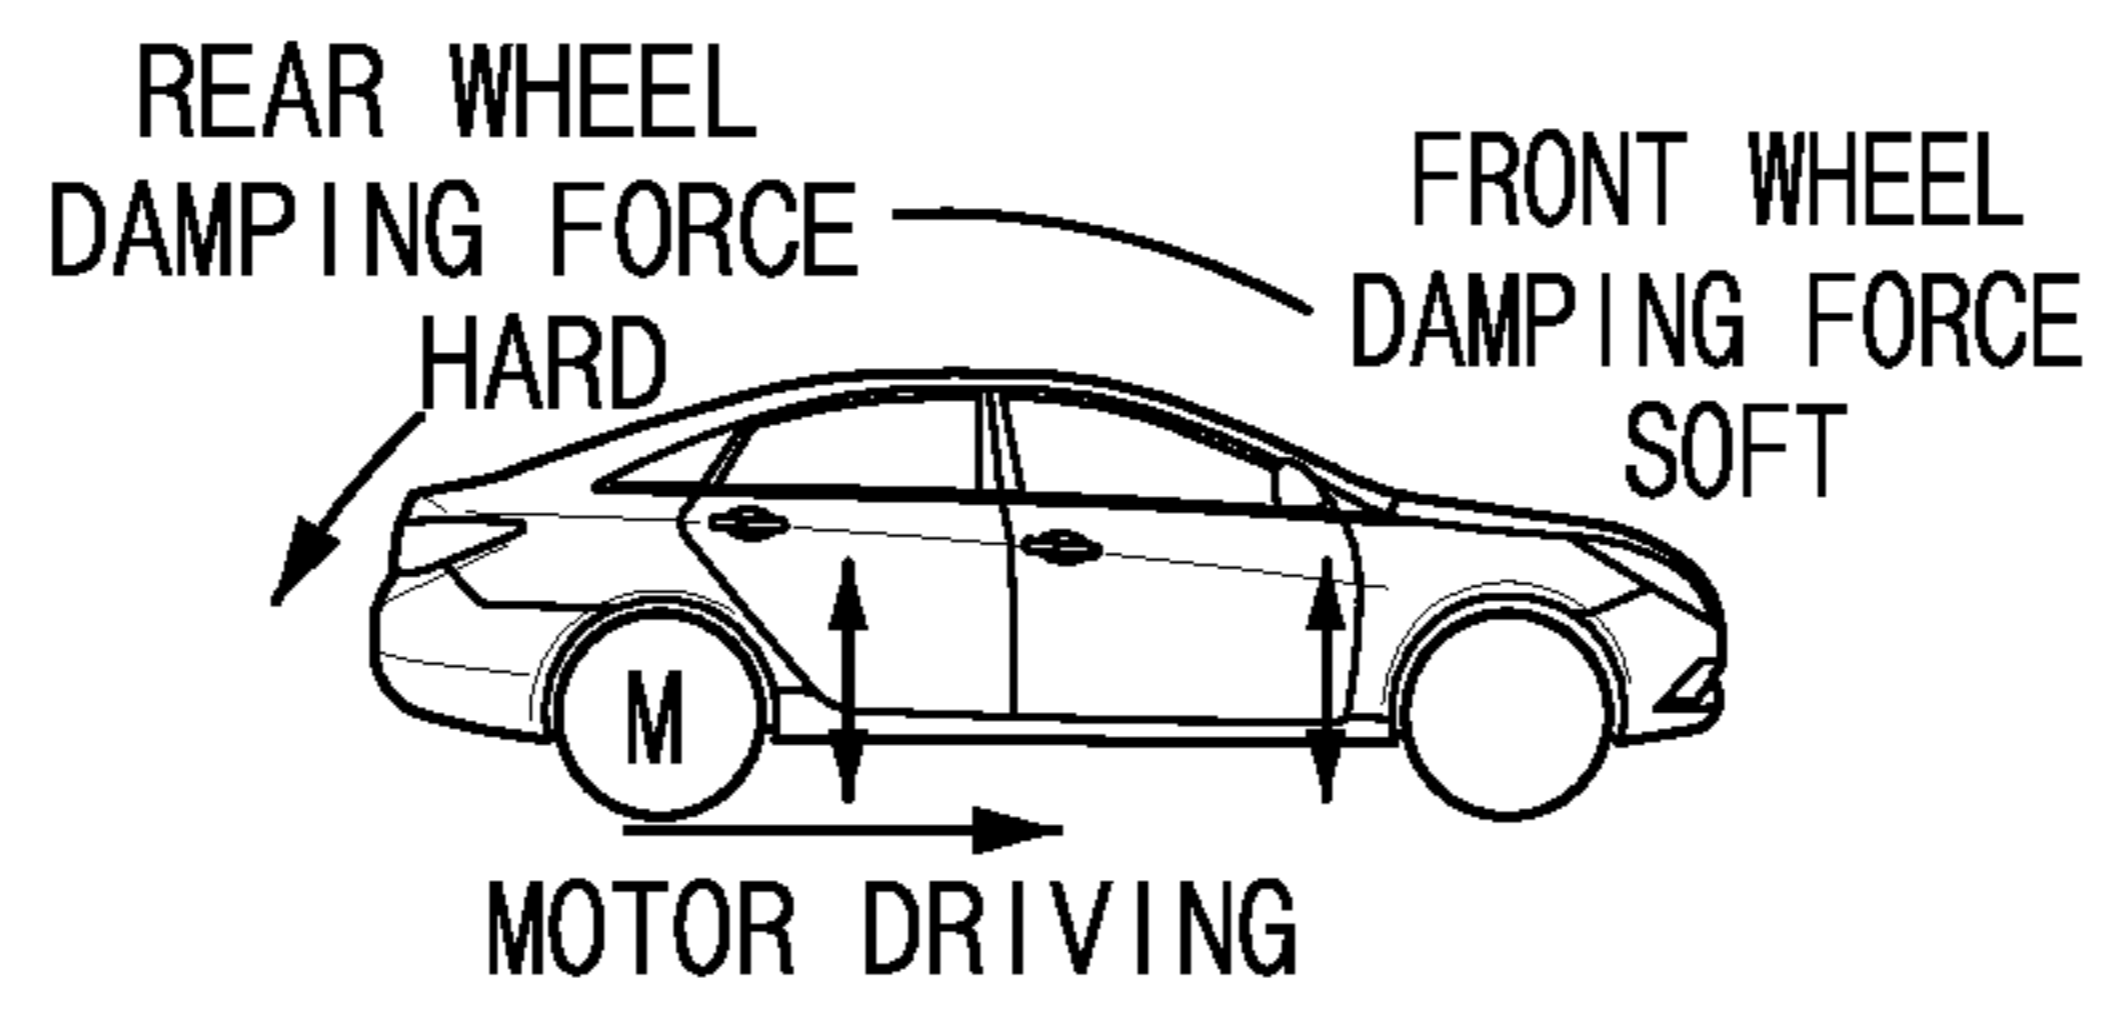 REAR WHEEL
DAMPING FORCE
HARD
FRONT WHEEL
DAMPING FORCE
SOFT
M
MOTOR DRIVING